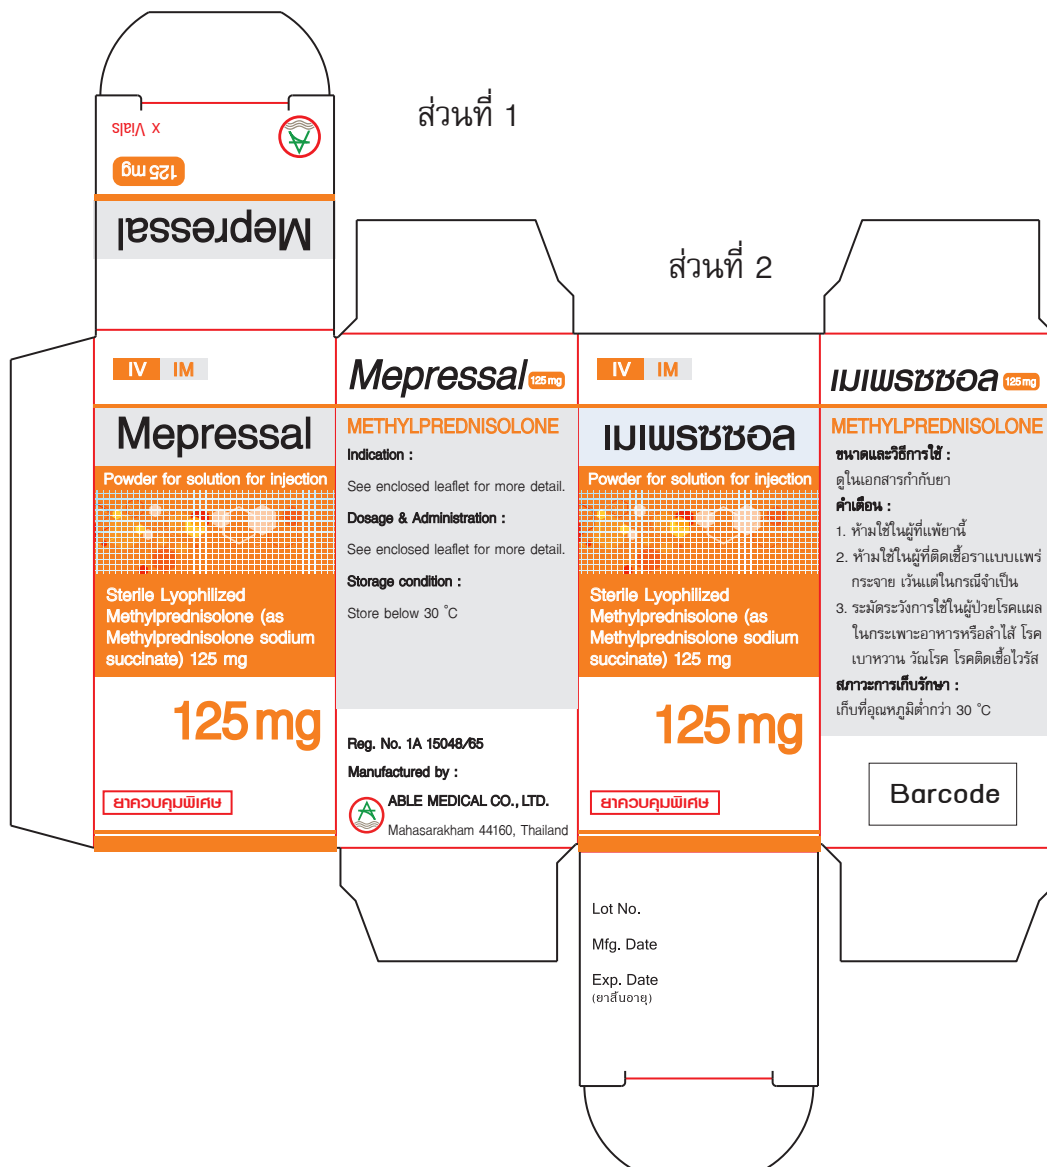 ส่วนที่ 1
x Vials
125 mg
Mepressal
ส่วนที่ 2
IV IM
Mepressal
Powder for solution for injection
Sterile Lyophilized
Methylprednisolone (as
Methylprednisolone sodium
succinate) 125 mg
125 mg
ยาควบคุมพิเศษ
Mepressal 125 mg
METHYLPREDNISOLONE
Indication :
See enclosed leaflet for more detail.
Dosage & Administration :
See enclosed leaflet for more detail.
Storage condition :
Store below 30 °C
Reg. No. 1A 15048/65
Manufactured by :
ABLE MEDICAL CO., LTD.
Mahasarakham 44160, Thailand
IV IM
เมเพรซซอล
Powder for solution for injection
Sterile Lyophilized
Methylprednisolone (as
Methylprednisolone sodium
succinate) 125 mg
125 mg
ยาควบคุมพิเศษ
เมเพรซซอล 125 mg
METHYLPREDNISOLONE
ขนาดและวิธีการใช้ :
ดูในเอกสารกำกับยา
คำเตือน :
1. ห้ามใช้ในผู้ที่แพ้ยานี้
2. ห้ามใช้ในผู้ที่ติดเชื้อราแบบแพร่
กระจาย เว้นแต่ในกรณีจำเป็น
3. ระมัดระวังการใช้ในผู้ป่วยโรคแผล
ในกระเพาะอาหารหรือลำไส้ โรค
เบาหวาน วัณโรค โรคติดเชื้อไวรัส
สภาวะการเก็บรักษา :
เก็บที่อุณหภูมิต่ำกว่า 30 °C
Barcode
Lot No.
Mfg. Date
Exp. Date
(ยาสิ้นอายุ)